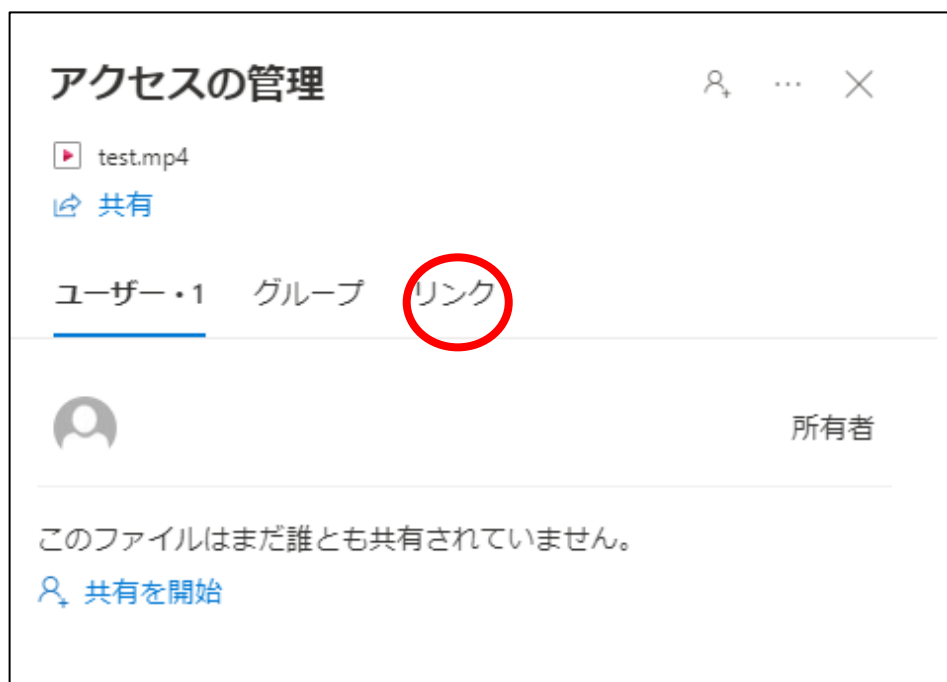 アクセスの管理
test.mp4
共有
ユーザー・1 グループ リンク
所有者
このファイルはまだ誰とも共有されていません。
共有を開始